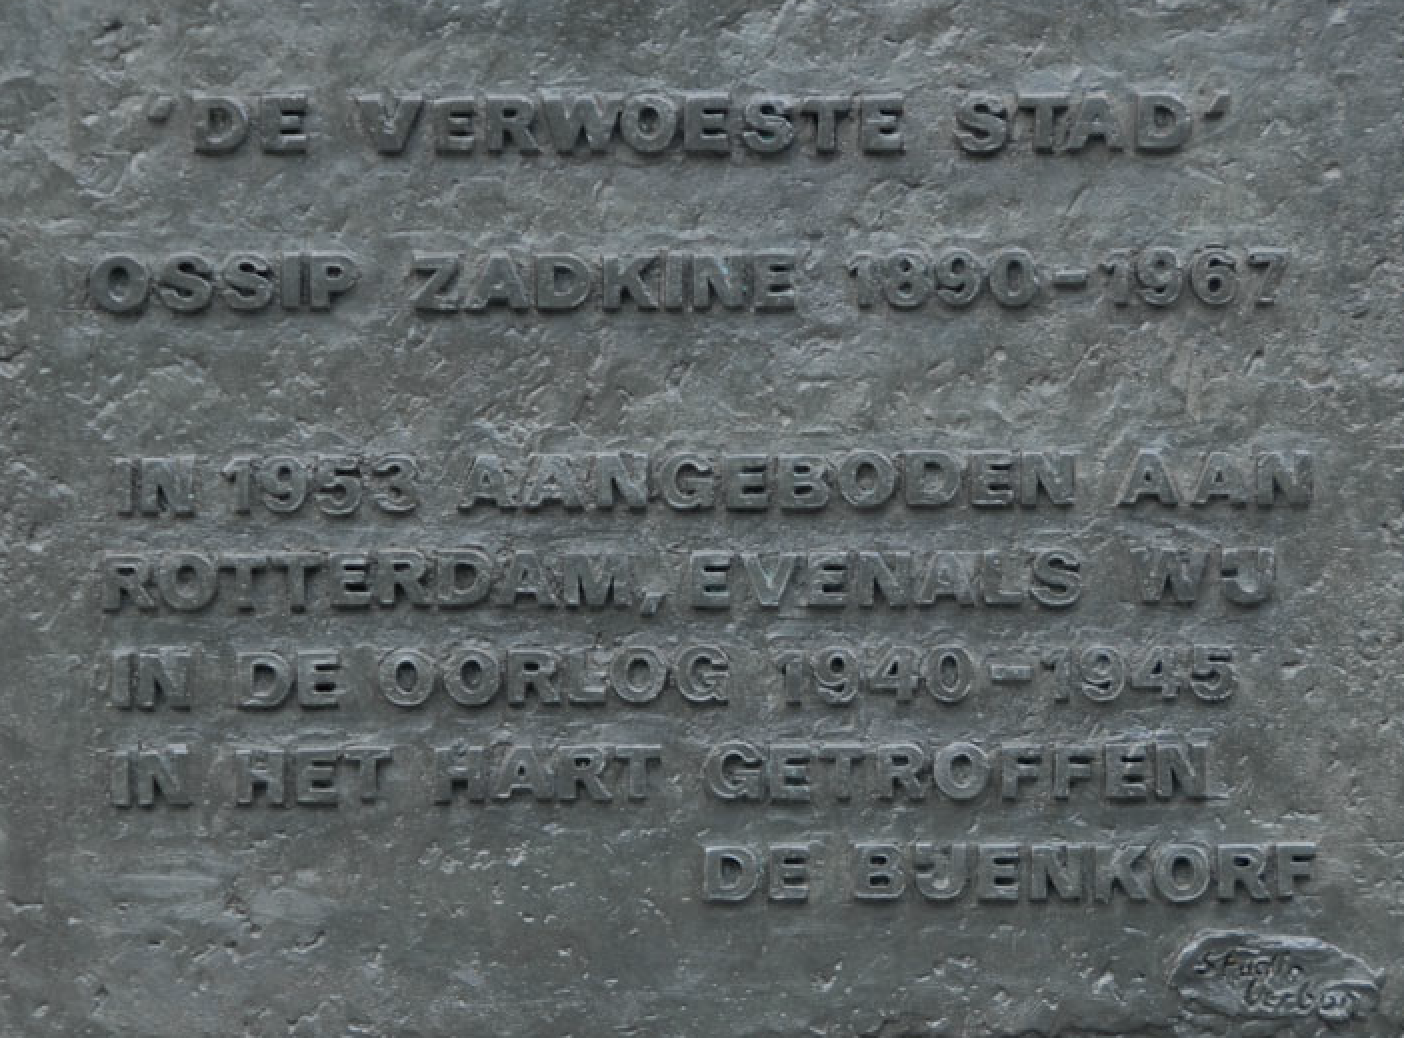 'DE VERWOESTE STAD'
OSSIP ZADKINE 1890-1967
IN 1953 AANGEBODEN AAN
ROTTERDAM, EVENALS WIJ
IN DE OORLOG 1940-1945
IN HET HART GETROFFEN
DE BIJENKORF